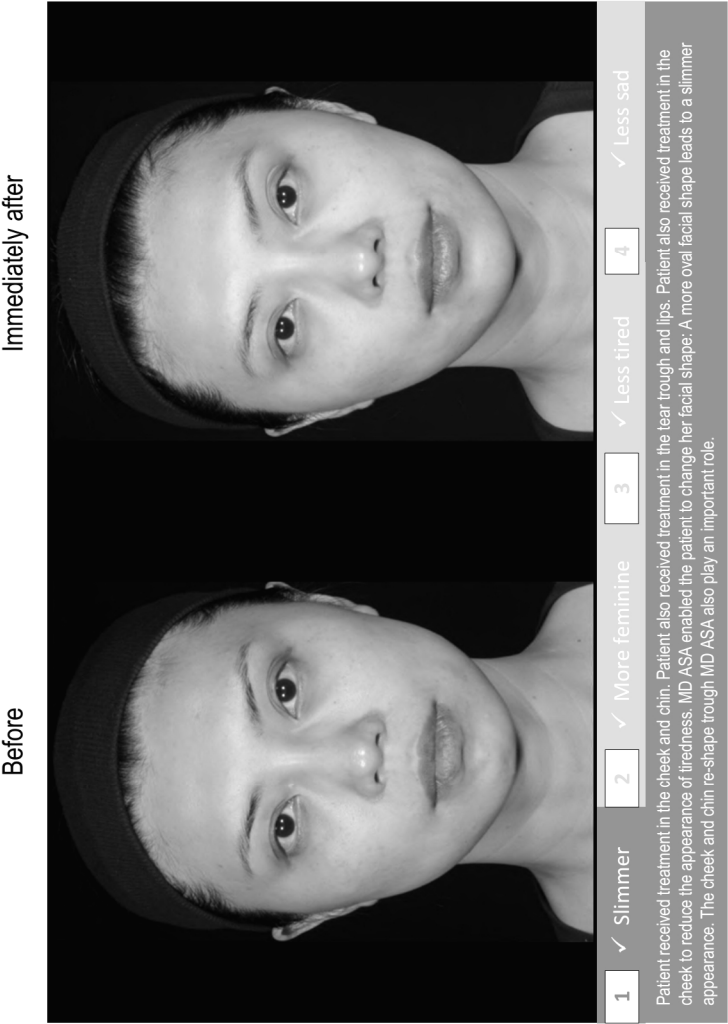 Before
Immediately after
1 ✓ Slimmer
2 ✓ More feminine
3 ✓ Less tired
4 ✓ Less sad
Patient received treatment in the cheek and chin. Patient also received treatment in the tear trough and lips. Patient also received treatment in the
cheek to reduce the appearance of tiredness. MD ASA enabled the patient to change her facial shape: A more oval facial shape leads to a slimmer
appearance. The cheek and chin re-shape trough MD ASA also play an important role.